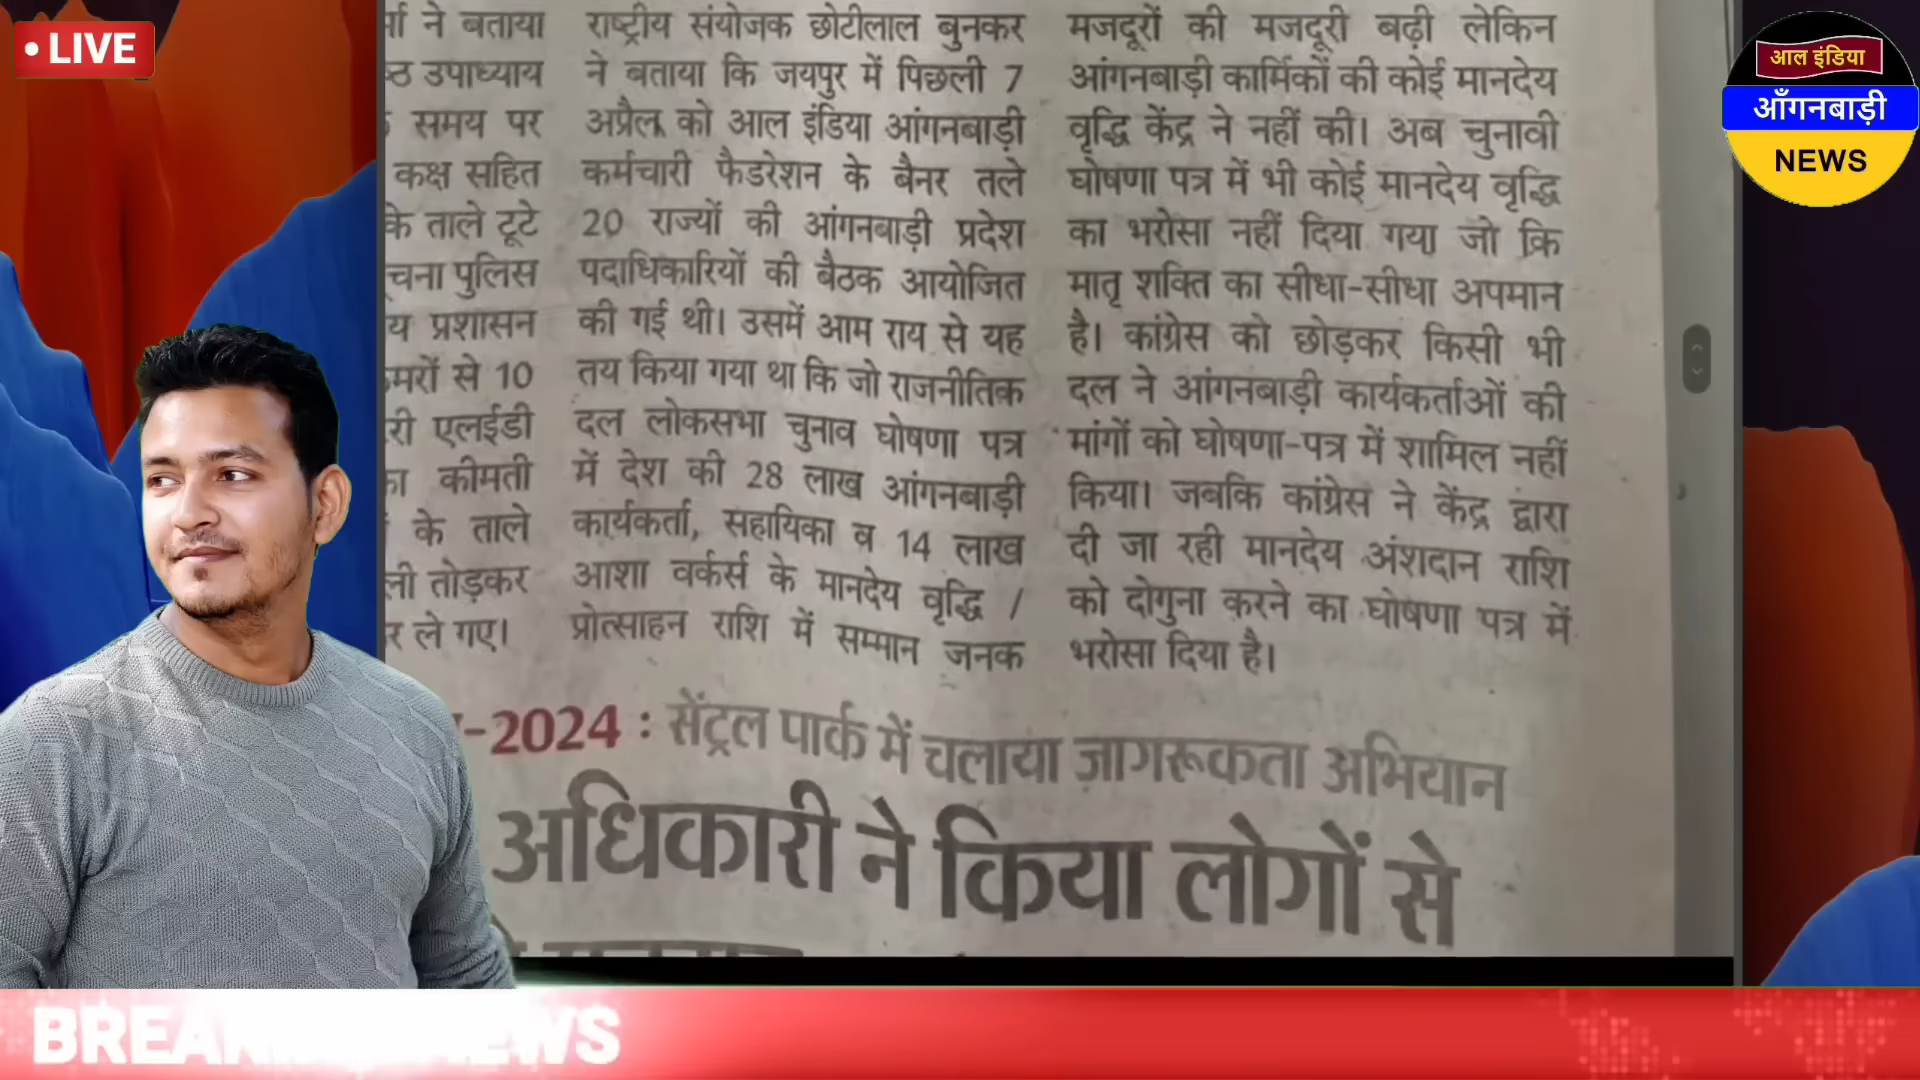 LIVE
आल इंडिया
आँगनबाड़ी
NEWS
ने बताया
उपाध्याय
समय पर
कक्ष सहित
के ताले टूटे
पुलिस
प्रशासन
से 10
एलईडी
कीमती
के ताले
तोड़कर
ले गए।
राष्ट्रीय संयोजक छोटीलाल बुनकर
ने बताया कि जयपुर में पिछली 7
अप्रैल को आल इंडिया आंगनबाड़ी
कर्मचारी फैडरेशन के बैनर तले
20 राज्यों की आंगनबाड़ी प्रदेश
पदाधिकारियों की बैठक आयोजित
की गई थी। उसमें आम राय से यह
तय किया गया था कि जो राजनीतिक
दल लोकसभा चुनाव घोषणा पत्र
में देश की 28 लाख आंगनबाड़ी
कार्यकर्ता, सहायिका व 14 लाख
आशा वर्कर्स के मानदेय वृद्धि /
प्रोत्साहन राशि में सम्मान जनक
मजदूरों की मजदूरी बढ़ी लेकिन
आंगनबाड़ी कार्मिकों की कोई मानदेय
वृद्धि केंद्र ने नहीं की। अब चुनावी
घोषणा पत्र में भी कोई मानदेय वृद्धि
का भरोसा नहीं दिया गया जो कि
मातृ शक्ति का सीधा-सीधा अपमान
है। कांग्रेस को छोड़कर किसी भी
दल ने आंगनबाड़ी कार्यकर्ताओं की
मांगों को घोषणा-पत्र में शामिल नहीं
किया। जबकि कांग्रेस ने केंद्र द्वारा
दी जा रही मानदेय अंशदान राशि
को दोगुना करने का घोषणा पत्र में
भरोसा दिया है।
-2024 : सेंट्रल पार्क में चलाया जागरूकता अभियान
अधिकारी ने किया लोगों से
BREAKING NEWS